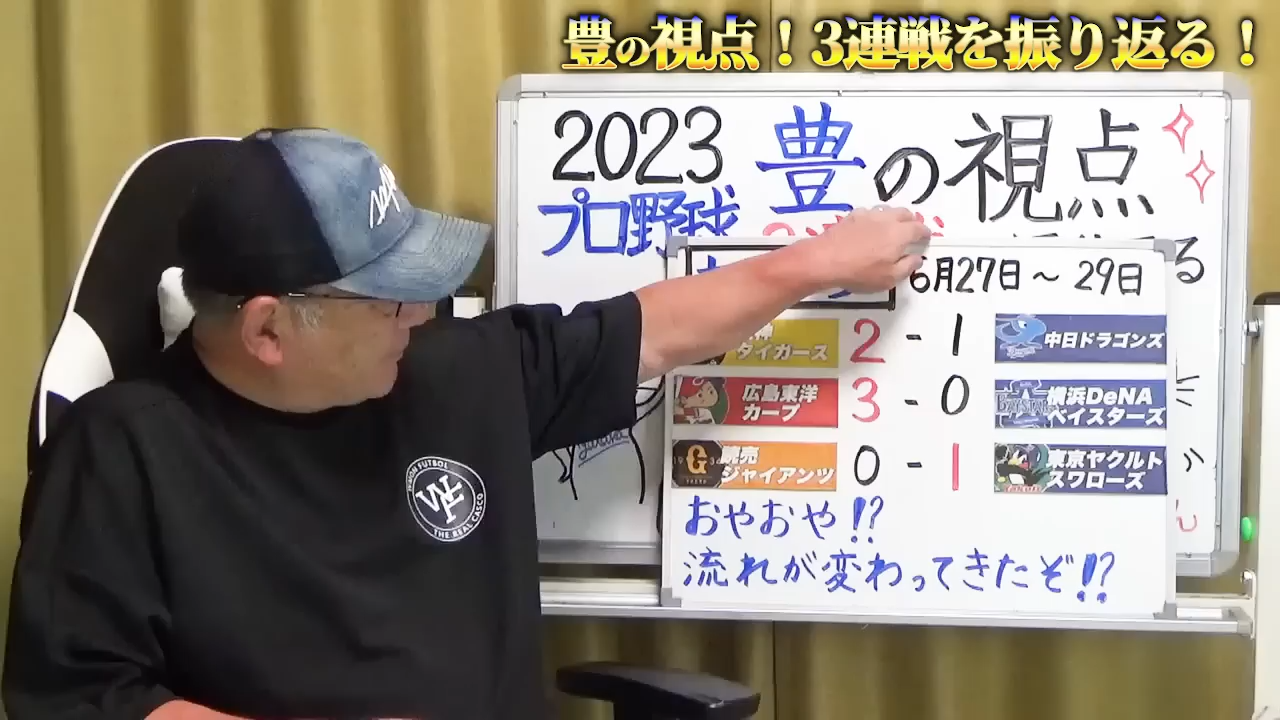 豊の視点！3連戦を振り返る！
2023 豊の視点
プロ野球
6月27日～29日
タイガース 2 - 1 中日ドラゴンズ
広島東洋カープ 3 - 0 横浜DeNAベイスターズ
読売ジャイアンツ 0 - 1 東京ヤクルトスワローズ
おやおや!?
流れが変わってきたぞ!?
WFC
THE REAL CASCO